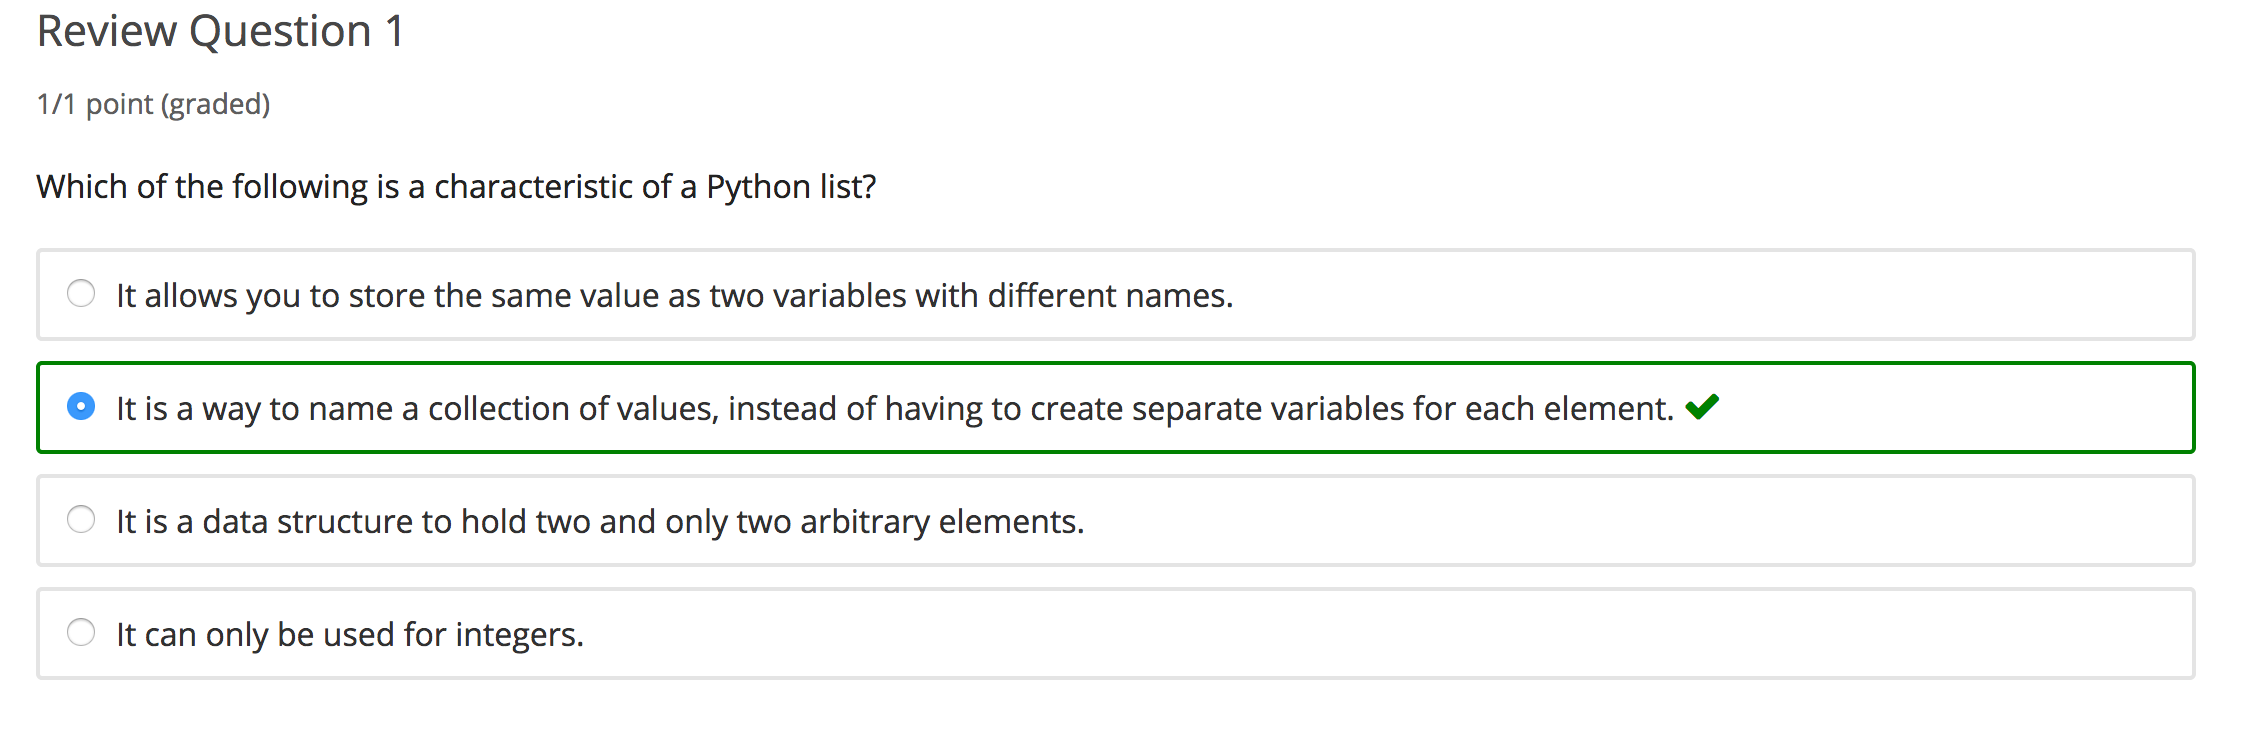 Review Question 1
1/1 point (graded)
Which of the following is a characteristic of a Python list?
It allows you to store the same value as two variables with different names.
It is a way to name a collection of values, instead of having to create separate variables for each element.
It is a data structure to hold two and only two arbitrary elements.
It can only be used for integers.